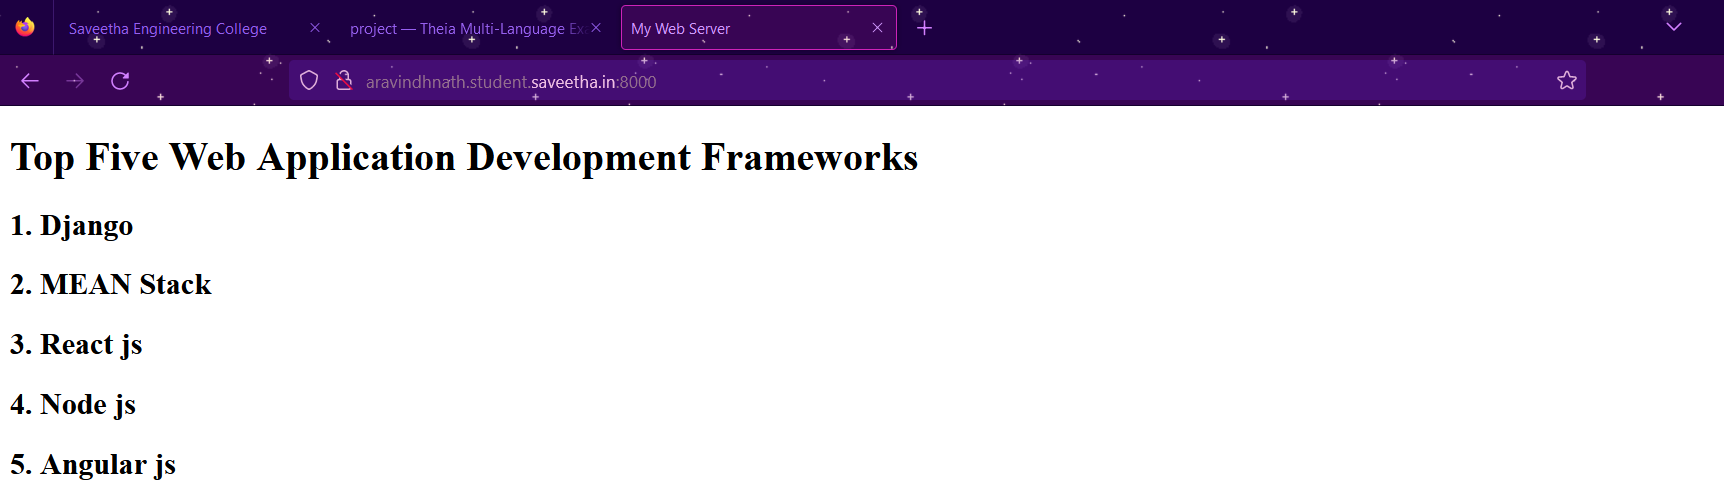 Saveetha Engineering College
project — Theia Multi-Language Ex
My Web Server
aravindhnath.student.saveetha.in:8000
Top Five Web Application Development Frameworks
1. Django
2. MEAN Stack
3. React js
4. Node js
5. Angular js